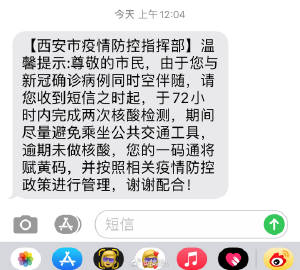 今天 上午12:04
【西安市疫情防控指挥部】温
馨提示:尊敬的市民，由于您与
新冠确诊病例同时空伴随，请
您收到短信之时起，于72小
时内完成两次核酸检测，期间
尽量避免乘坐公共交通工具，
逾期未做核酸，您的一码通将
赋黄码，并按照相关疫情防控
政策进行管理，谢谢配合！
短信